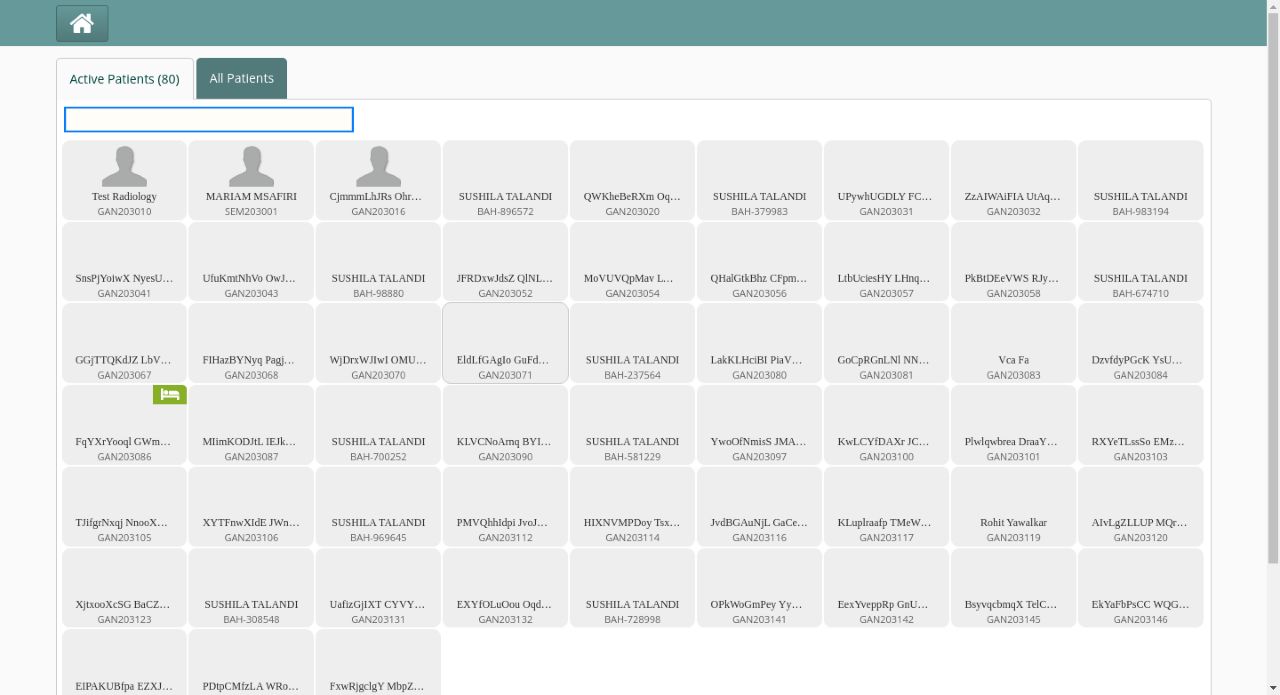 Active Patients (80)
All Patients
Test Radiology
GAN203010
MARIAM MSAFIRI
SEM203001
CjmmmLhJRs Ohr…
GAN203016
SUSHILA TALANDI
BAH-896572
QWKheBeRXm Oq…
GAN203020
SUSHILA TALANDI
BAH-379983
UPywhUGDLY FC…
GAN203031
ZzAIWAiFIA UtAq…
GAN203032
SUSHILA TALANDI
BAH-983194
SnsPjYoiwX NyesU…
GAN203041
UfuKmtNhVo OwJ…
GAN203043
SUSHILA TALANDI
BAH-98880
JFRDxwJdsZ QlNL…
GAN203052
MoVUVQpMav L…
GAN203054
QHalGtkBhz CFpm…
GAN203056
LtbUciesHY LHnq…
GAN203057
PkBtDEeVWS RJy…
GAN203058
SUSHILA TALANDI
BAH-674710
GGjTTQKdJZ LbV…
GAN203067
FIHazBYNyq Pagj…
GAN203068
WjDrxWJIwI OMU…
GAN203070
EldLfGAgIo GuFd…
GAN203071
SUSHILA TALANDI
BAH-237564
LakKLHciBI PiaV…
GAN203080
GoCpRGnLNl NN…
GAN203081
Vca Fa
GAN203083
DzvfdyPGcK YsU…
GAN203084
FqYXrYooql GWm…
GAN203086
MIimKODJtL IEJk…
GAN203087
SUSHILA TALANDI
BAH-700252
KLVCNoArnq BYI…
GAN203090
SUSHILA TALANDI
BAH-581229
YwoOfNmisS JMA…
GAN203097
KwLCYfDAXr JC…
GAN203100
Plwlqwbrea DraaY…
GAN203101
RXYeTLssSo EMz…
GAN203103
TJifgrNxqj NnooX…
GAN203105
XYTFnwXIdE JWn…
GAN203106
SUSHILA TALANDI
BAH-969645
PMVQhhIdpi JvoJ…
GAN203112
HIXNVMPDoy Tsx…
GAN203114
JvdBGAuNjL GaCe…
GAN203116
KLuplraafp TMeW…
GAN203117
Rohit Yawalkar
GAN203119
AIvLgZLLUP MQr…
GAN203120
XjtxooXcSG BaCZ…
GAN203123
SUSHILA TALANDI
BAH-308548
UafizGjIXT CYVY…
GAN203131
EXYfOLuOou Oqd…
GAN203132
SUSHILA TALANDI
BAH-728998
OPkWoGmPey Yy…
GAN203141
EexYveppRp GnU…
GAN203142
BsyvqcbmqX TelC…
GAN203145
EkYaFbPsCC WQG…
GAN203146
EIPAKUBfpa EZXJ…
PDtpCMfzLA WRo…
FxwRjgclgY MbpZ…